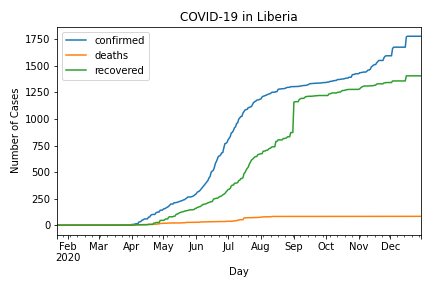 COVID-19 in Liberia
confirmed
deaths
recovered
Number of Cases
1750
1500
1250
1000
750
500
250
0
Feb Mar Apr May Jun Jul Aug Sep Oct Nov Dec
2020
Day